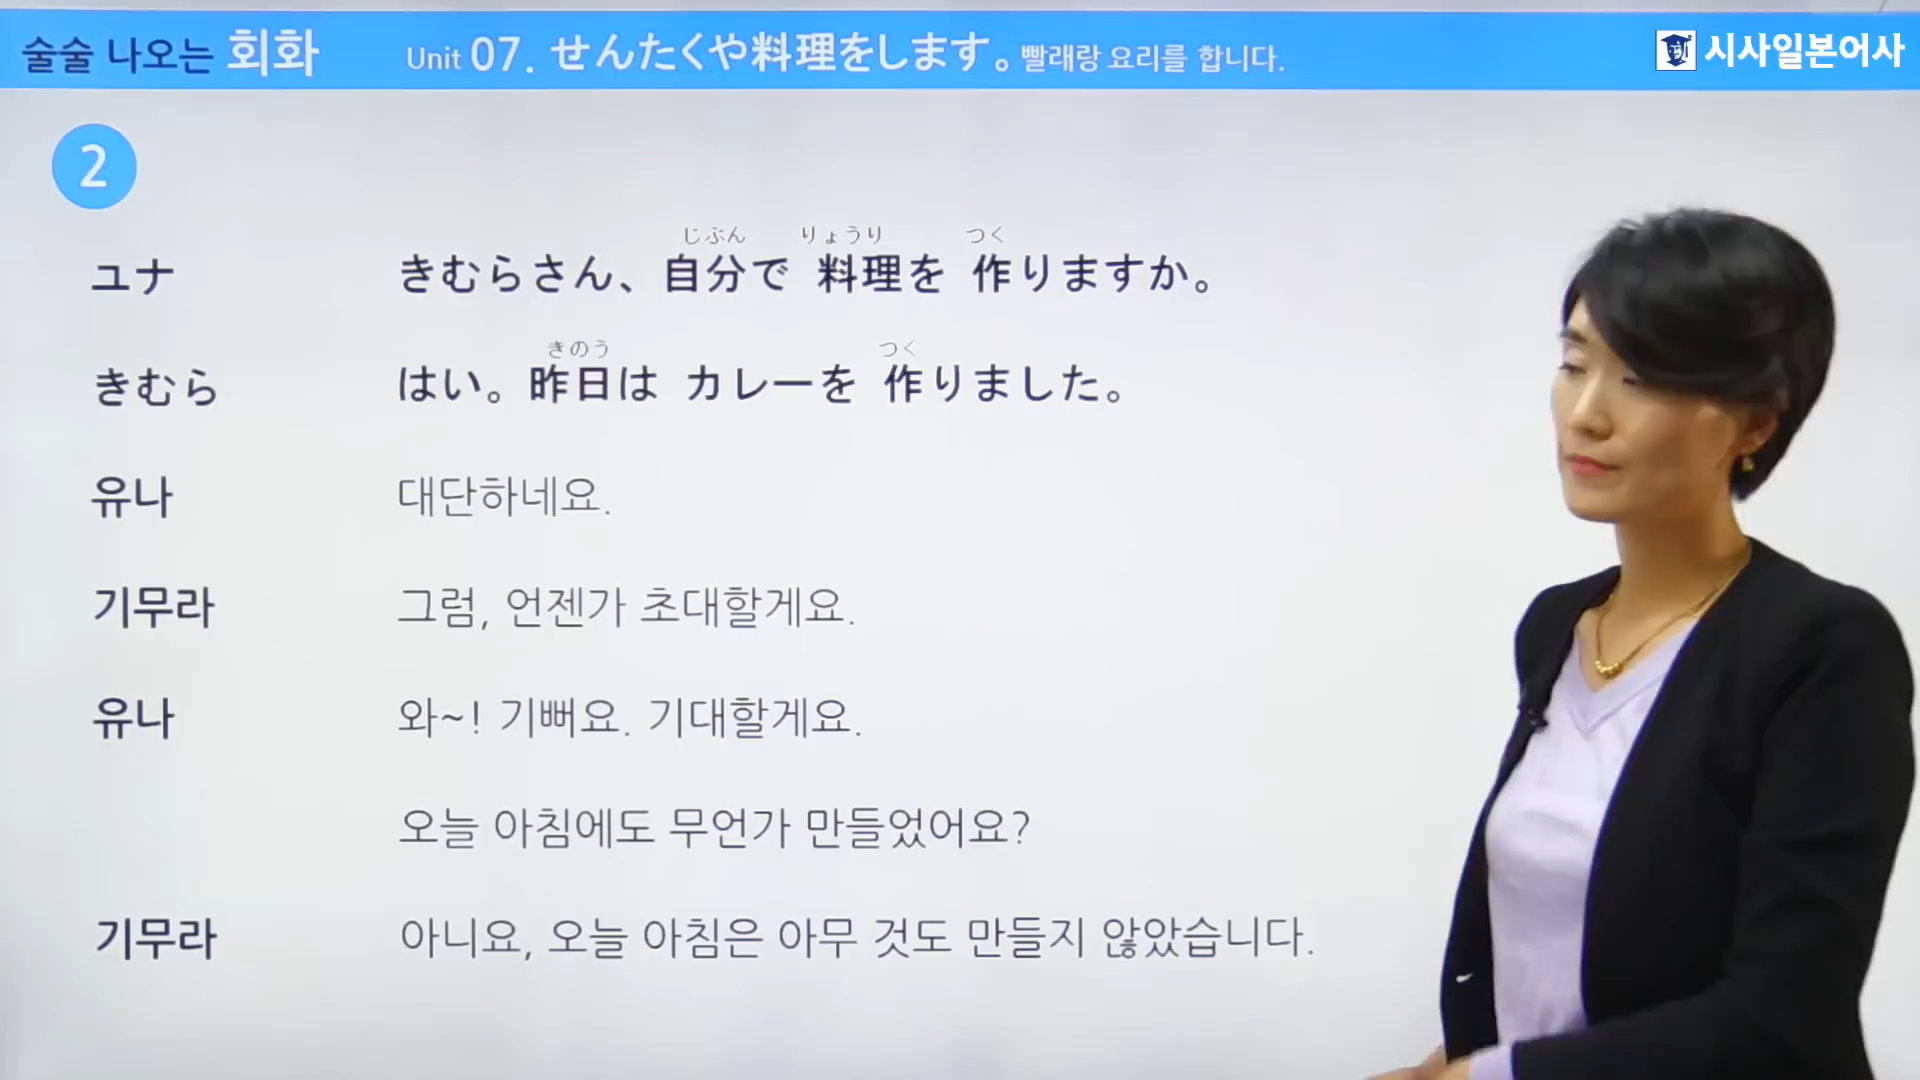 술술 나오는 회화 Unit 07. せんたくや料理をします。빨래랑 요리를 합니다. 시사일본어사
2
じぶん りょうり つく
ユナ きむらさん、自分で 料理を 作りますか。
きのう つく
きむら はい。昨日は カレーを 作りました。
유나 대단하네요.
기무라 그럼, 언젠가 초대할게요.
유나 와~! 기뻐요. 기대할게요.
오늘 아침에도 무언가 만들었어요?
기무라 아니요, 오늘 아침은 아무 것도 만들지 않았습니다.